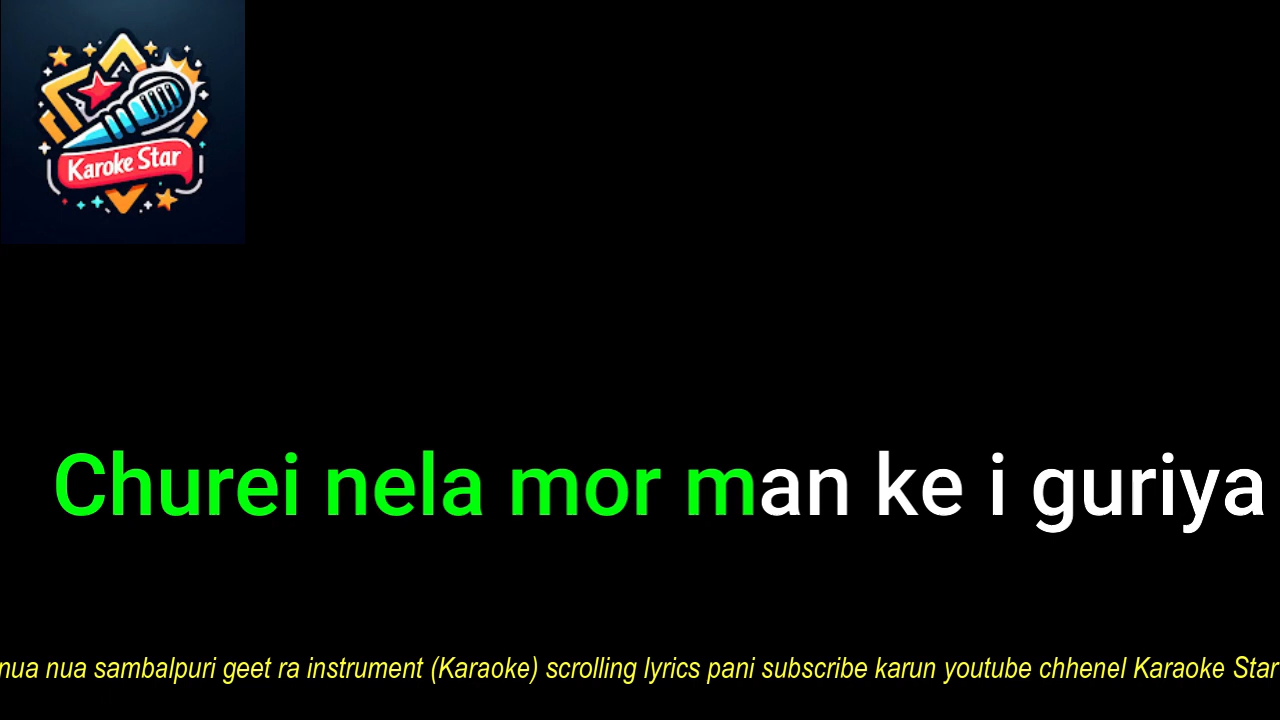 Karoke Star
Churei nela mor man ke i guriya
nua nua sambalpuri geet ra instrument (Karaoke) scrolling lyrics pani subscribe karun youtube chhenel Karaoke Star